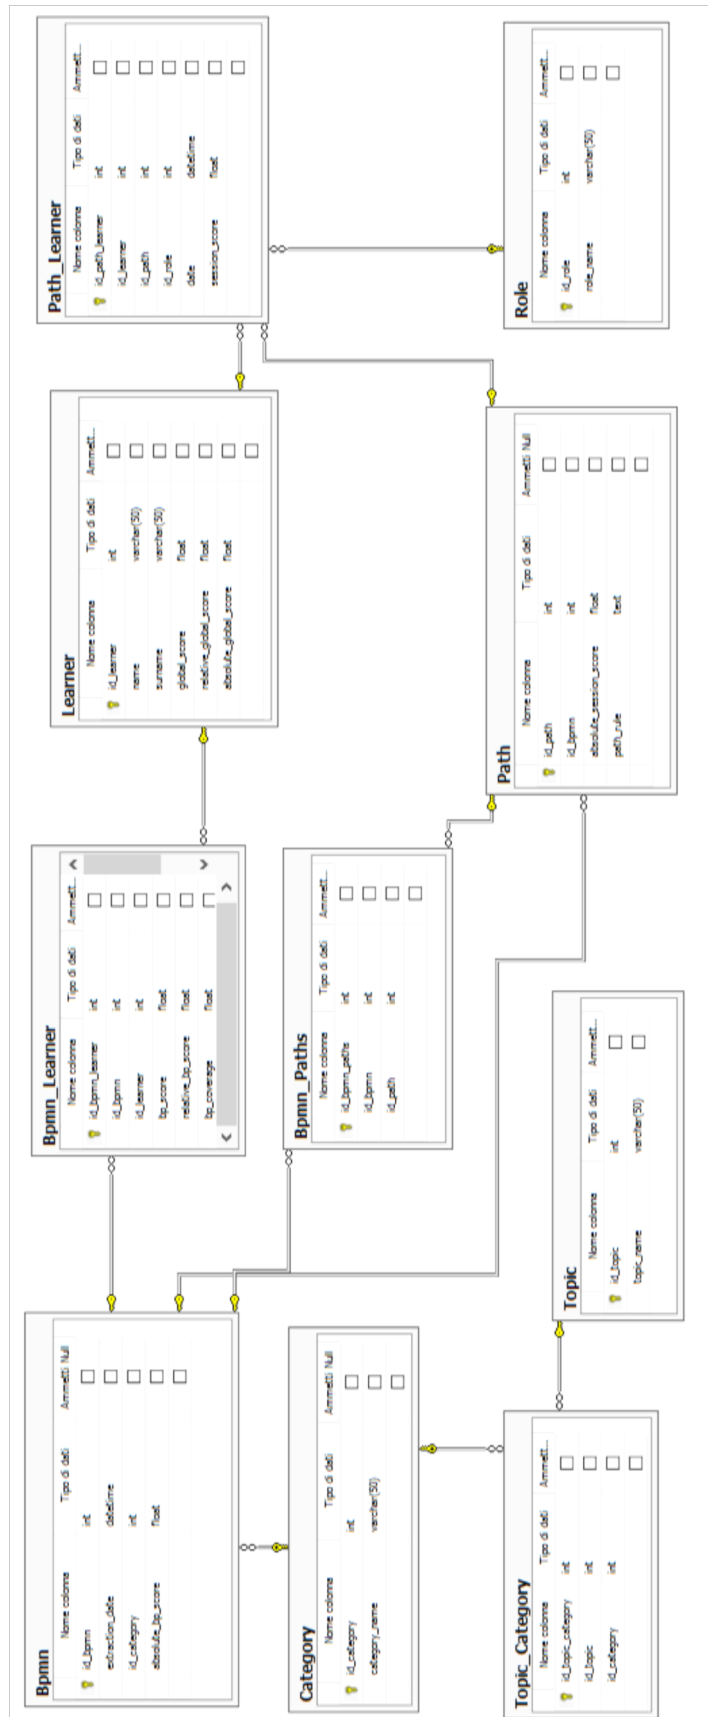 Bpmn
Nome colonna Tipo di dati Ammetti Null
id_bpmn int
extraction_date datetime
id_category int
absolute_bp_score float
Bpmn_Learner
Nome colonna Tipo di dati Ammett...
id_bpmn_learner int
id_bpmn int
id_learner int
bp_score float
relative_bp_score float
bp_coverage float
Learner
Nome colonna Tipo di dati Ammett...
id_learner int
name varchar(50)
surname varchar(50)
global_score float
relative_global_score float
absolute_global_score float
Path_Learner
Nome colonna Tipo di dati Ammett...
id_path_learner int
id_learner int
id_path int
id_role int
date datetime
session_score float
Category
Nome colonna Tipo di dati Ammetti Null
id_category int
category_name varchar(50)
Bpmn_Paths
Nome colonna Tipo di dati Ammett...
id_bpmn_paths int
id_bpmn int
id_path int
Path
Nome colonna Tipo di dati Ammetti Null
id_path int
id_bpmn int
absolute_session_score float
path_rule text
Role
Nome colonna Tipo di dati Ammett...
id_role int
role_name varchar(50)
Topic_Category
Nome colonna Tipo di dati Ammett...
id_topic_category int
id_topic int
id_category int
Topic
Nome colonna Tipo di dati Ammett...
id_topic int
topic_name varchar(50)